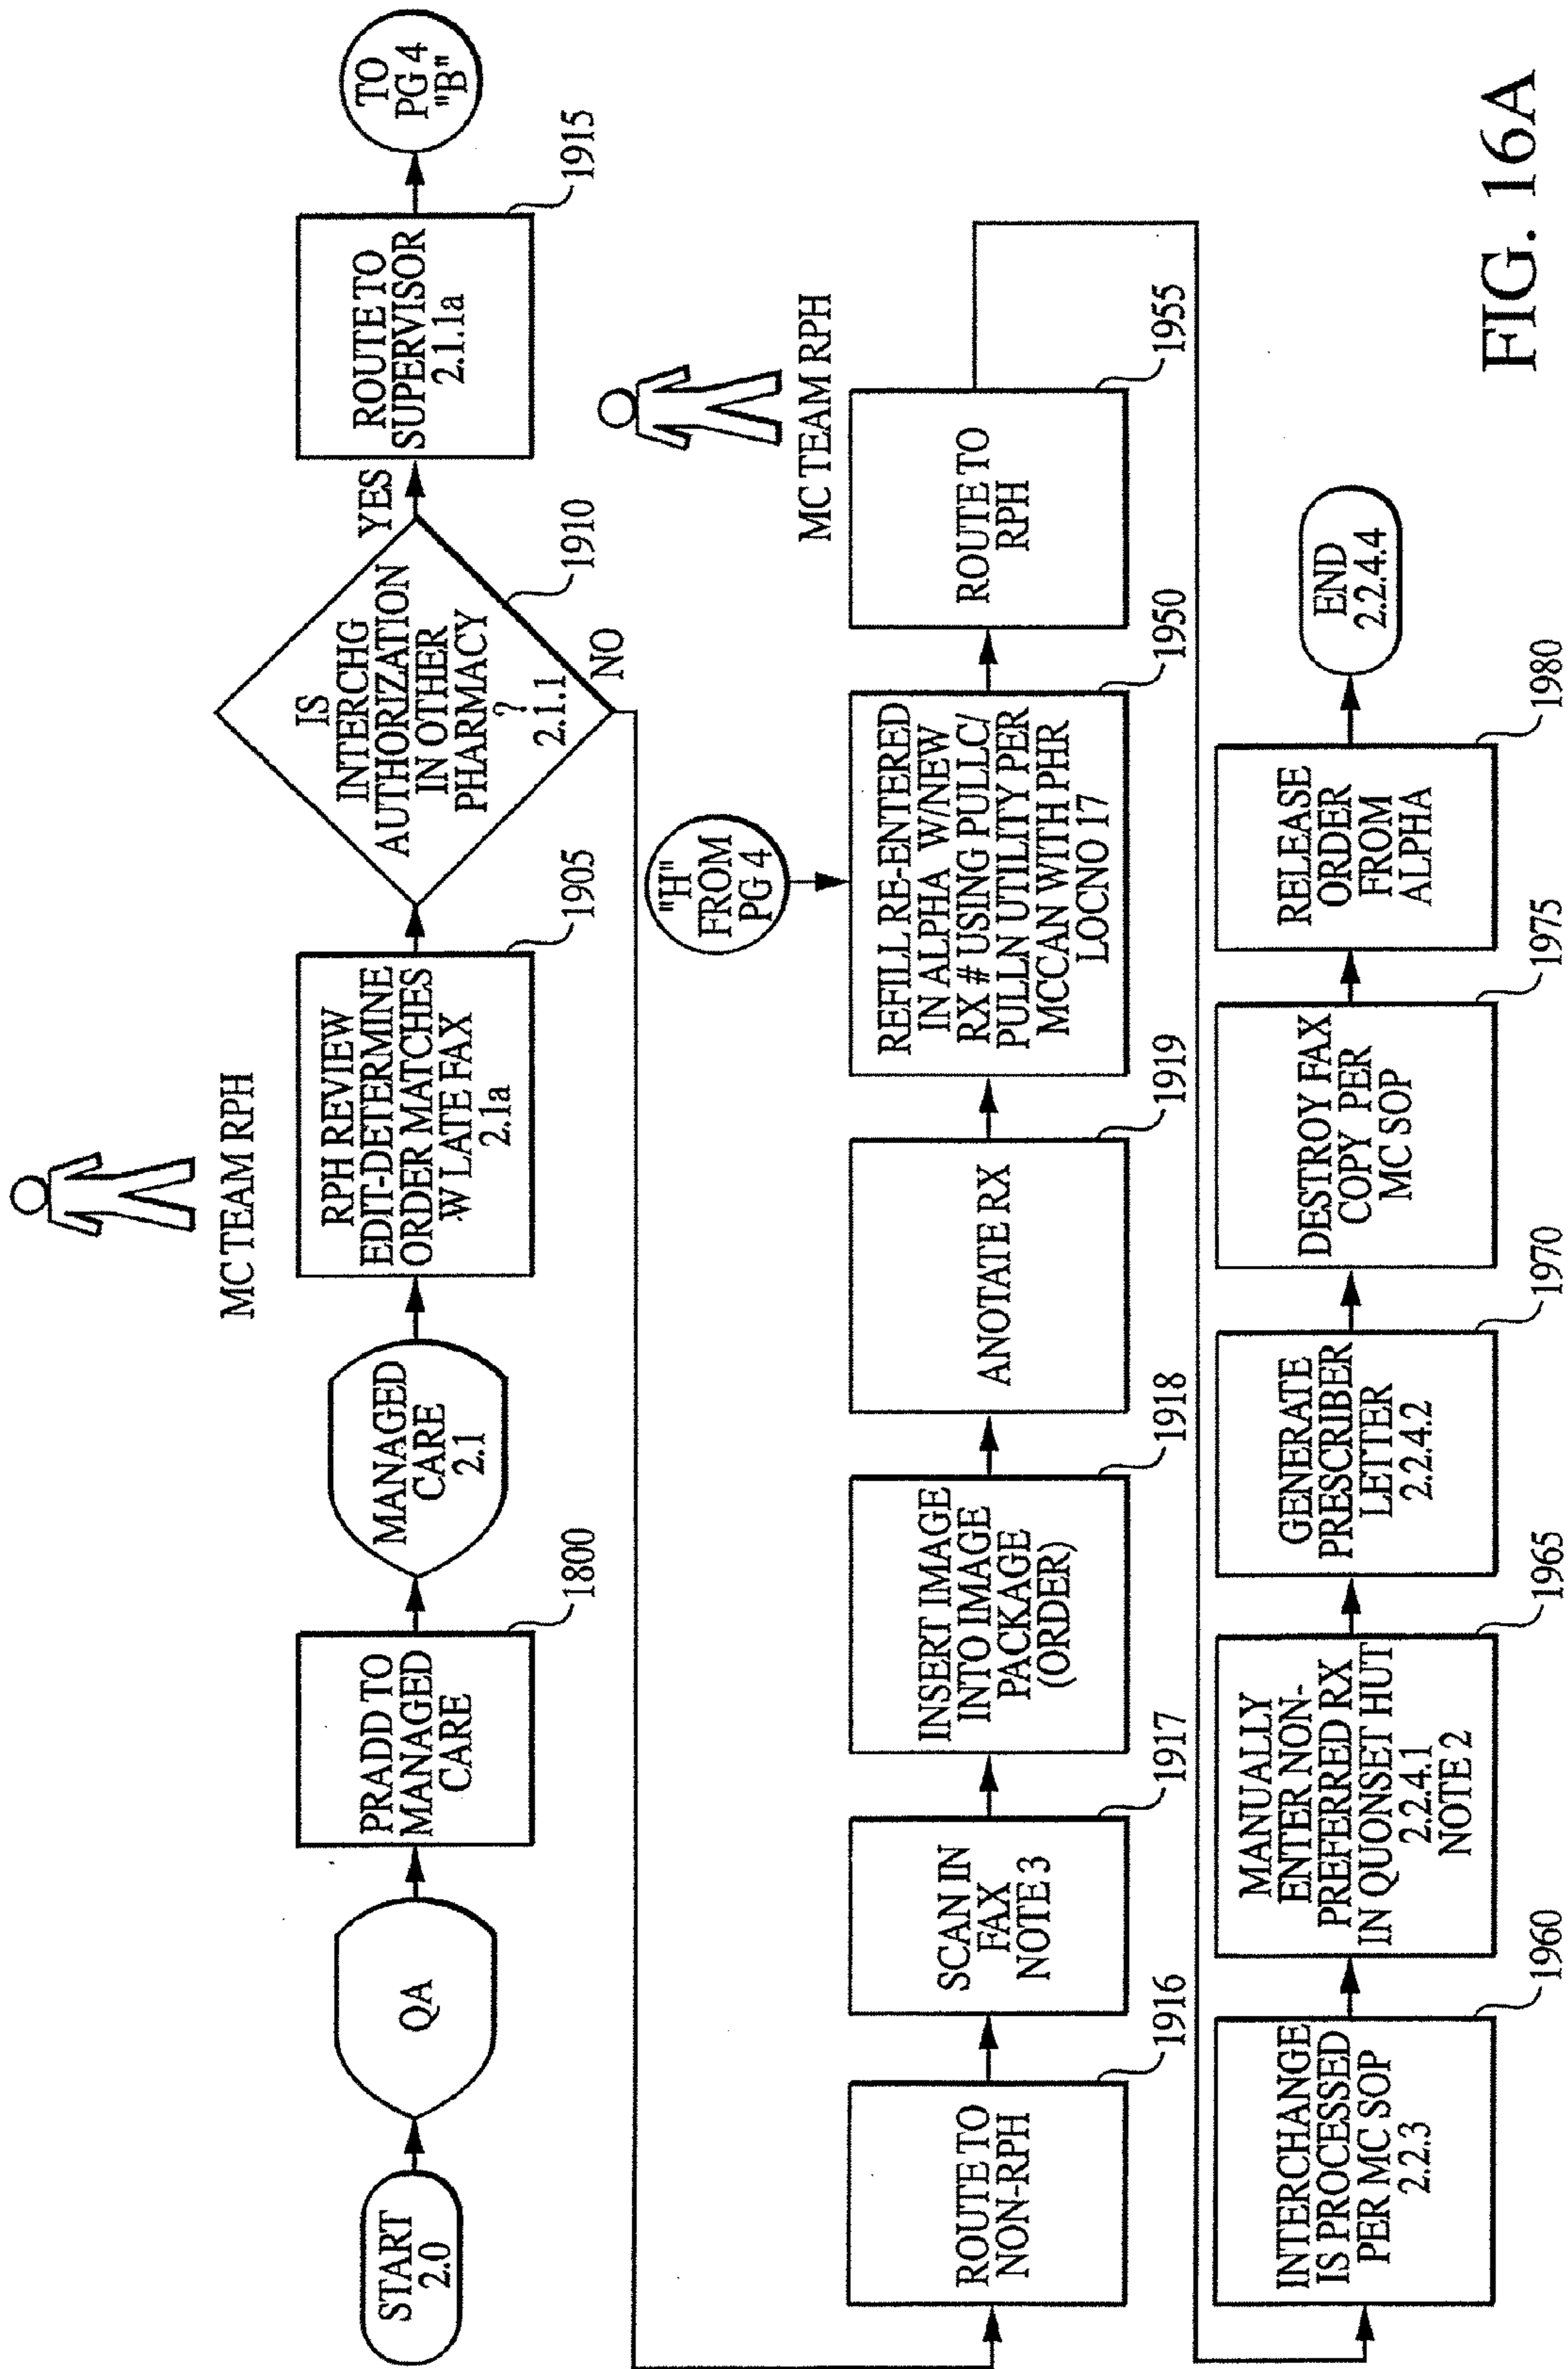 START
2.0
QA
PRADD TO
MANAGED
CARE
1800
MANAGED
CARE
2.1
MC TEAM RPH
RPH REVIEW
EDIT-DETERMINE
ORDER MATCHES
W LATE FAX
2.1a
1905
IS
INTERCHG
AUTHORIZATION
IN OTHER
PHARMACY
?
2.1.1
1910
YES
NO
ROUTE TO
SUPERVISOR
2.1.1a
1915
TO
PG 4
"B"
ROUTE TO
NON-RPH
1916
SCAN IN
FAX
NOTE 3
1917
INSERT IMAGE
INTO IMAGE
PACKAGE
(ORDER)
1918
ANOTATE RX
1919
"H"
FROM
PG 4
REFILL RE-ENTERED
IN ALPHA W/NEW
RX # USING PULLC/
PULLN UTILITY PER
MCCAN WITH PHR
LOCNO 17
1950
MC TEAM RPH
ROUTE TO
RPH
1955
INTERCHANGE
IS PROCESSED
PER MC SOP
2.2.3
1960
MANUALLY
ENTER NON-
PREFERRED RX
IN QUONSET HUT
2.2.4.1
NOTE 2
1965
GENERATE
PRESCRIBER
LETTER
2.2.4.2
1970
DESTROY FAX
COPY PER
MC SOP
1975
RELEASE
ORDER
FROM
ALPHA
1980
END
2.2.4.4
FIG. 16A